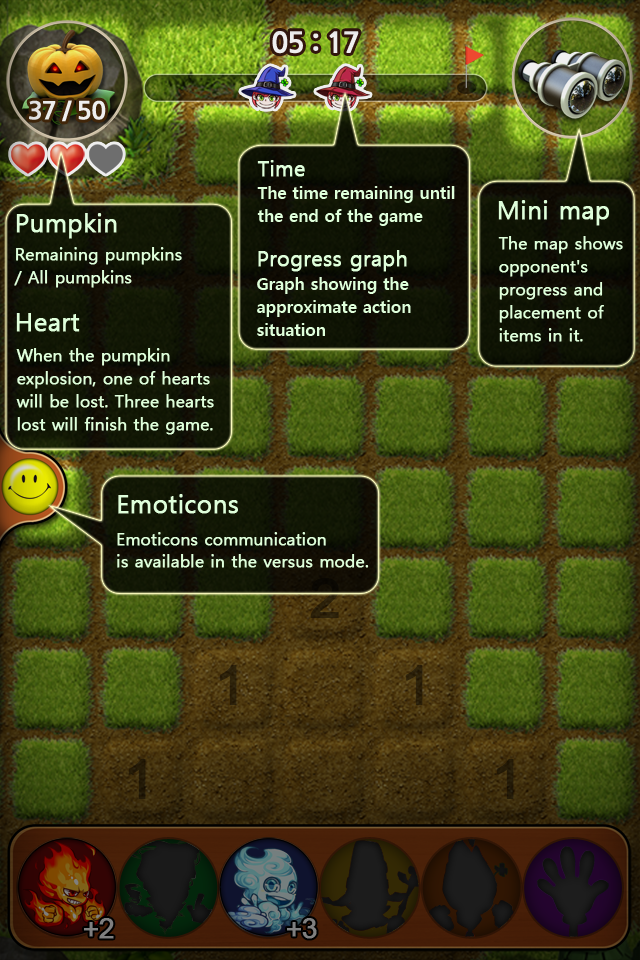 05:17
37/50
Pumpkin
Remaining pumpkins
/ All pumpkins
Heart
When the pumpkin
explosion, one of hearts
will be lost. Three hearts
lost will finish the game.
Time
The time remaining until
the end of the game
Progress graph
Graph showing the
approximate action
situation
Mini map
The map shows
opponent's
progress and
placement of
items in it.
Emoticons
Emoticons communication
is available in the versus mode.
2
1 1
1 1
+2 +3